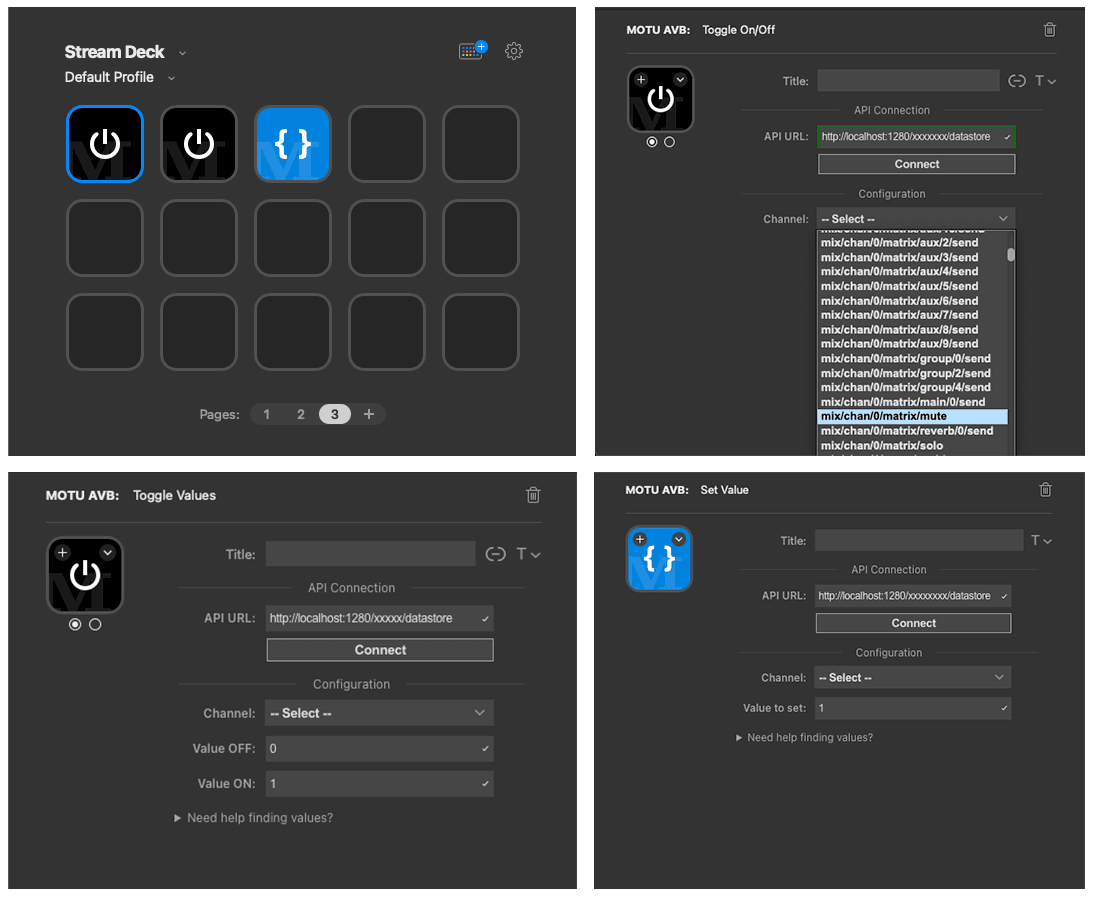 Stream Deck
Default Profile
M
M
{ }
M
Pages: 1 2 3 +
MOTU AVB: Toggle On/Off
M
Title:
T
API Connection
API URL: http://localhost:1280/xxxxxxx/datastore
Connect
Configuration
Channel: -- Select --
mix/chan/0/matrix/aux/2/send
mix/chan/0/matrix/aux/3/send
mix/chan/0/matrix/aux/4/send
mix/chan/0/matrix/aux/5/send
mix/chan/0/matrix/aux/6/send
mix/chan/0/matrix/aux/7/send
mix/chan/0/matrix/aux/8/send
mix/chan/0/matrix/aux/9/send
mix/chan/0/matrix/group/0/send
mix/chan/0/matrix/group/2/send
mix/chan/0/matrix/group/4/send
mix/chan/0/matrix/main/0/send
mix/chan/0/matrix/mute
mix/chan/0/matrix/reverb/0/send
mix/chan/0/matrix/solo
MOTU AVB: Toggle Values
M
Title:
T
API Connection
API URL: http://localhost:1280/xxxxx/datastore
Connect
Configuration
Channel: -- Select --
Value OFF: 0
Value ON: 1
Need help finding values?
MOTU AVB: Set Value
{ }
M
Title:
T
API Connection
API URL: http://localhost:1280/xxxxxxxx/datastore
Connect
Configuration
Channel: -- Select --
Value to set: 1
Need help finding values?